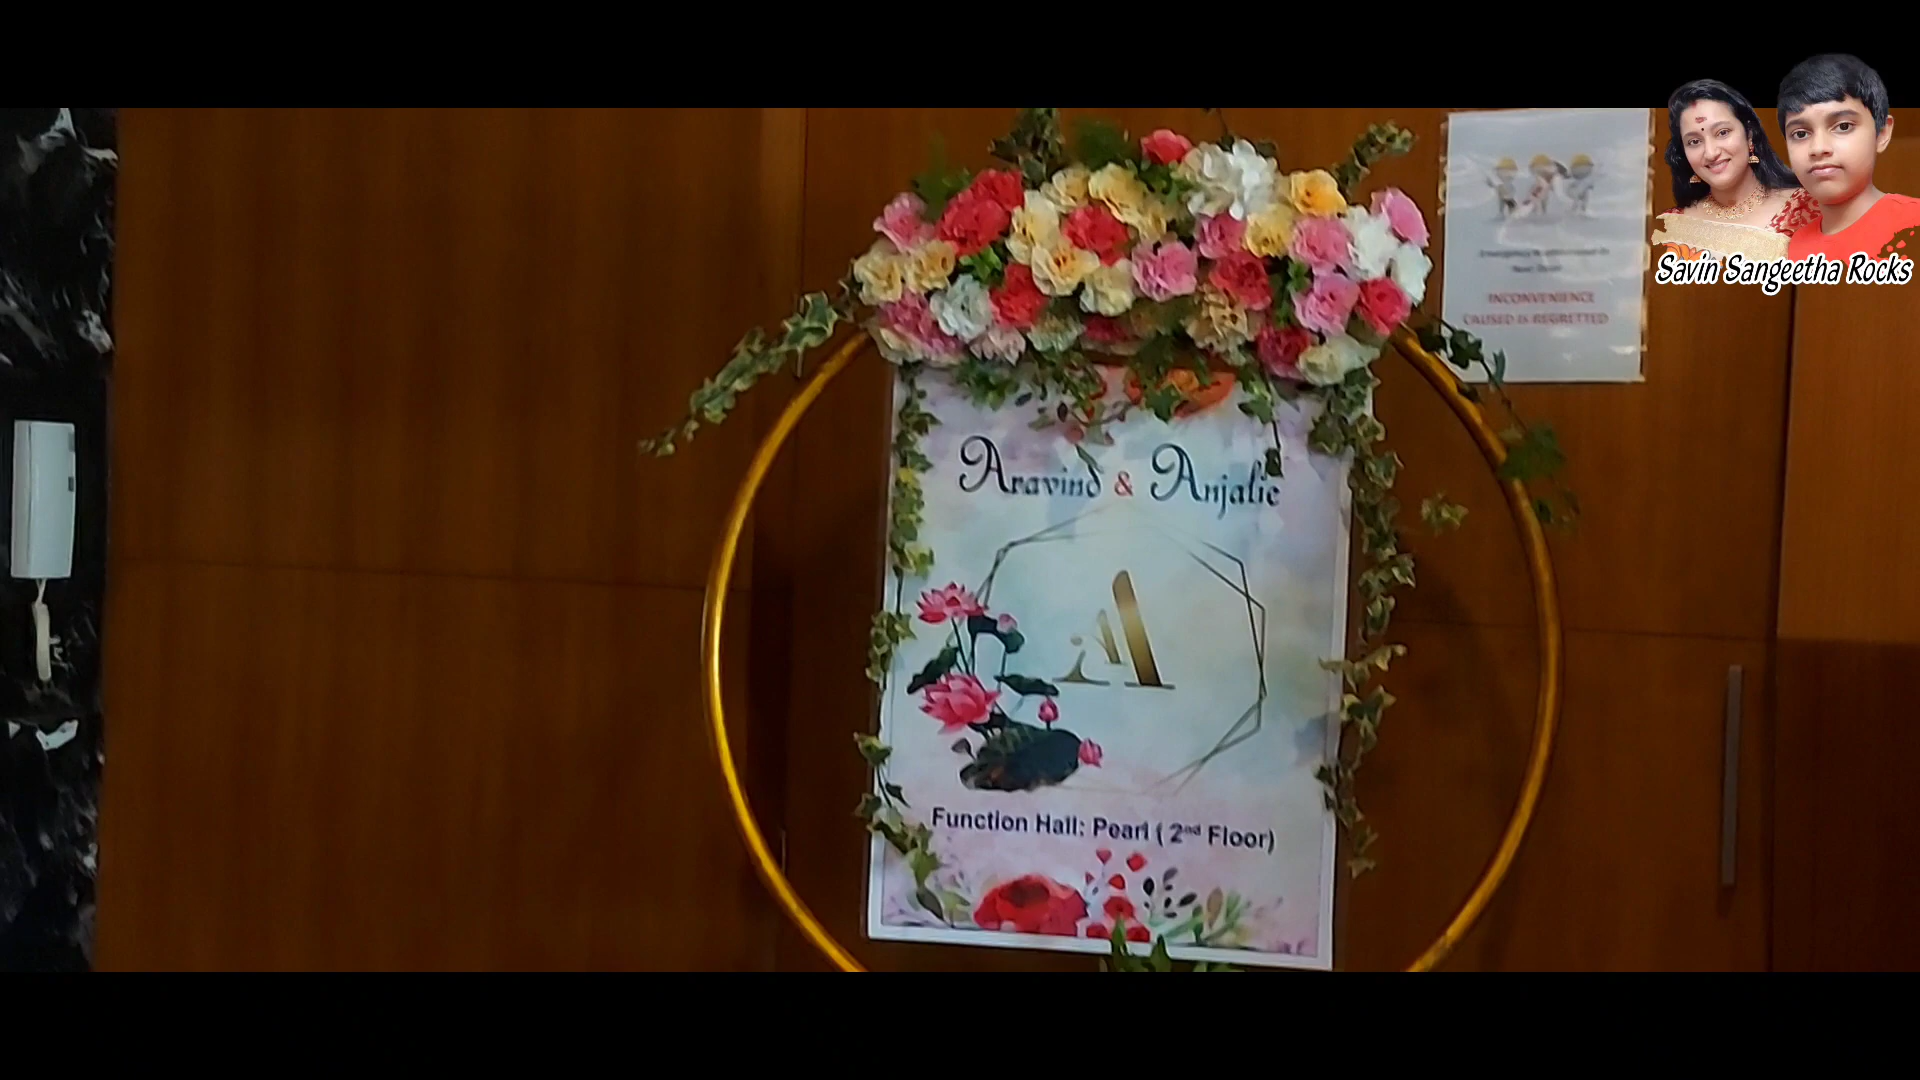 Savin Sangeetha Rocks
INCONVENIENCE
CAUSED IS REGRETTED
Aravind & Anjalie
A
Function Hall: Pearl ( 2nd Floor)